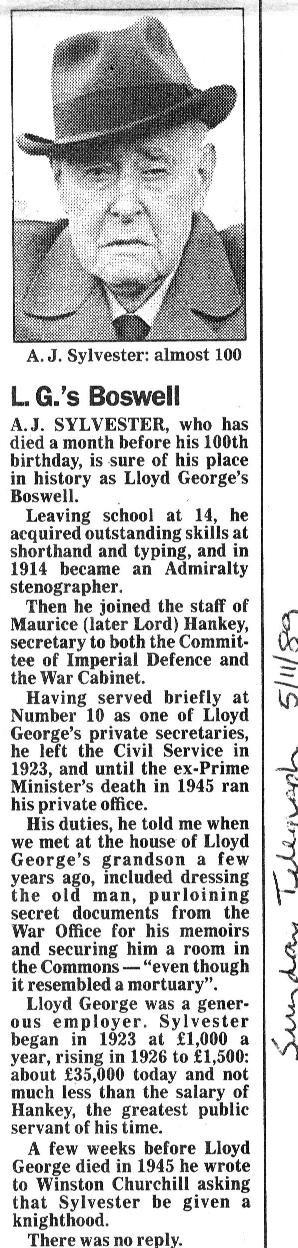 A. J. Sylvester: almost 100
L. G.'s Boswell
A. J. SYLVESTER, who has
died a month before his 100th
birthday, is sure of his place
in history as Lloyd George's
Boswell.
Leaving school at 14, he
acquired outstanding skills at
shorthand and typing, and in
1914 became an Admiralty
stenographer.
Then he joined the staff of
Maurice (later Lord) Hankey,
secretary to both the Commit-
tee of Imperial Defence and
the War Cabinet.
Having served briefly at
Number 10 as one of Lloyd
George's private secretaries,
he left the Civil Service in
1923, and until the ex-Prime
Minister's death in 1945 ran
his private office.
His duties, he told me when
we met at the house of Lloyd
George's grandson a few
years ago, included dressing
the old man, purloining
secret documents from the
War Office for his memoirs
and securing him a room in
the Commons — "even though
it resembled a mortuary".
Lloyd George was a gener-
ous employer. Sylvester
began in 1923 at £1,000 a
year, rising in 1926 to £1,500:
about £35,000 today and not
much less than the salary of
Hankey, the greatest public
servant of his time.
A few weeks before Lloyd
George died in 1945 he wrote
to Winston Churchill asking
that Sylvester be given a
knighthood.
There was no reply.
Sunday Telegraph 5/11/89